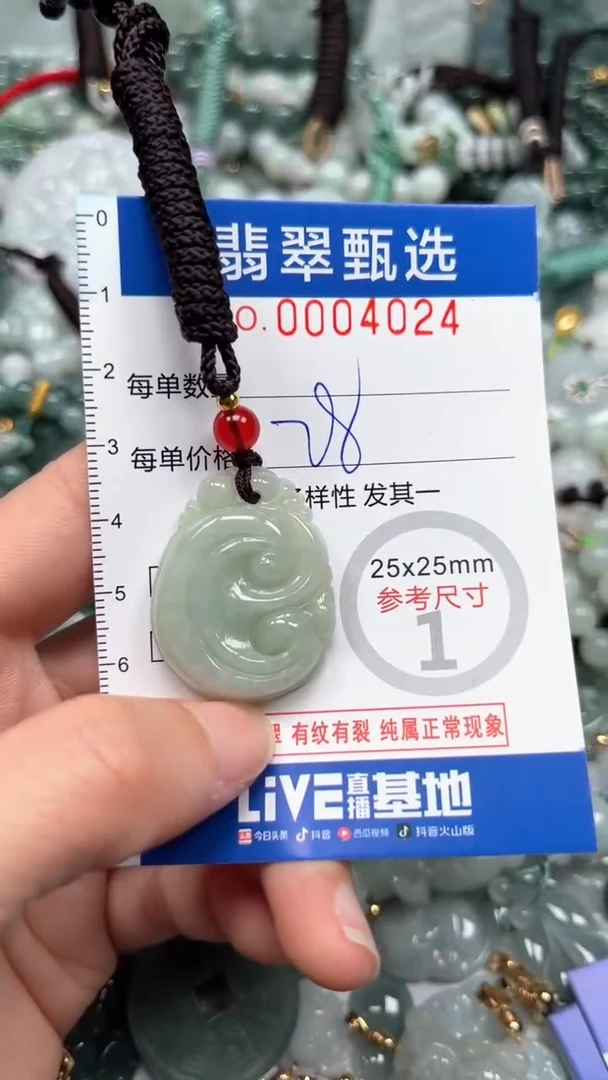 0
翡翠甄选
1
o.0004024
2
每单数
28
3
每单价格
样性 发其一
4
25x25mm
5
参考尺寸
1
6
翠 有纹有裂 纯属正常现象
LiVE直播基地
今日头条 抖音 西瓜视频 抖音火山版